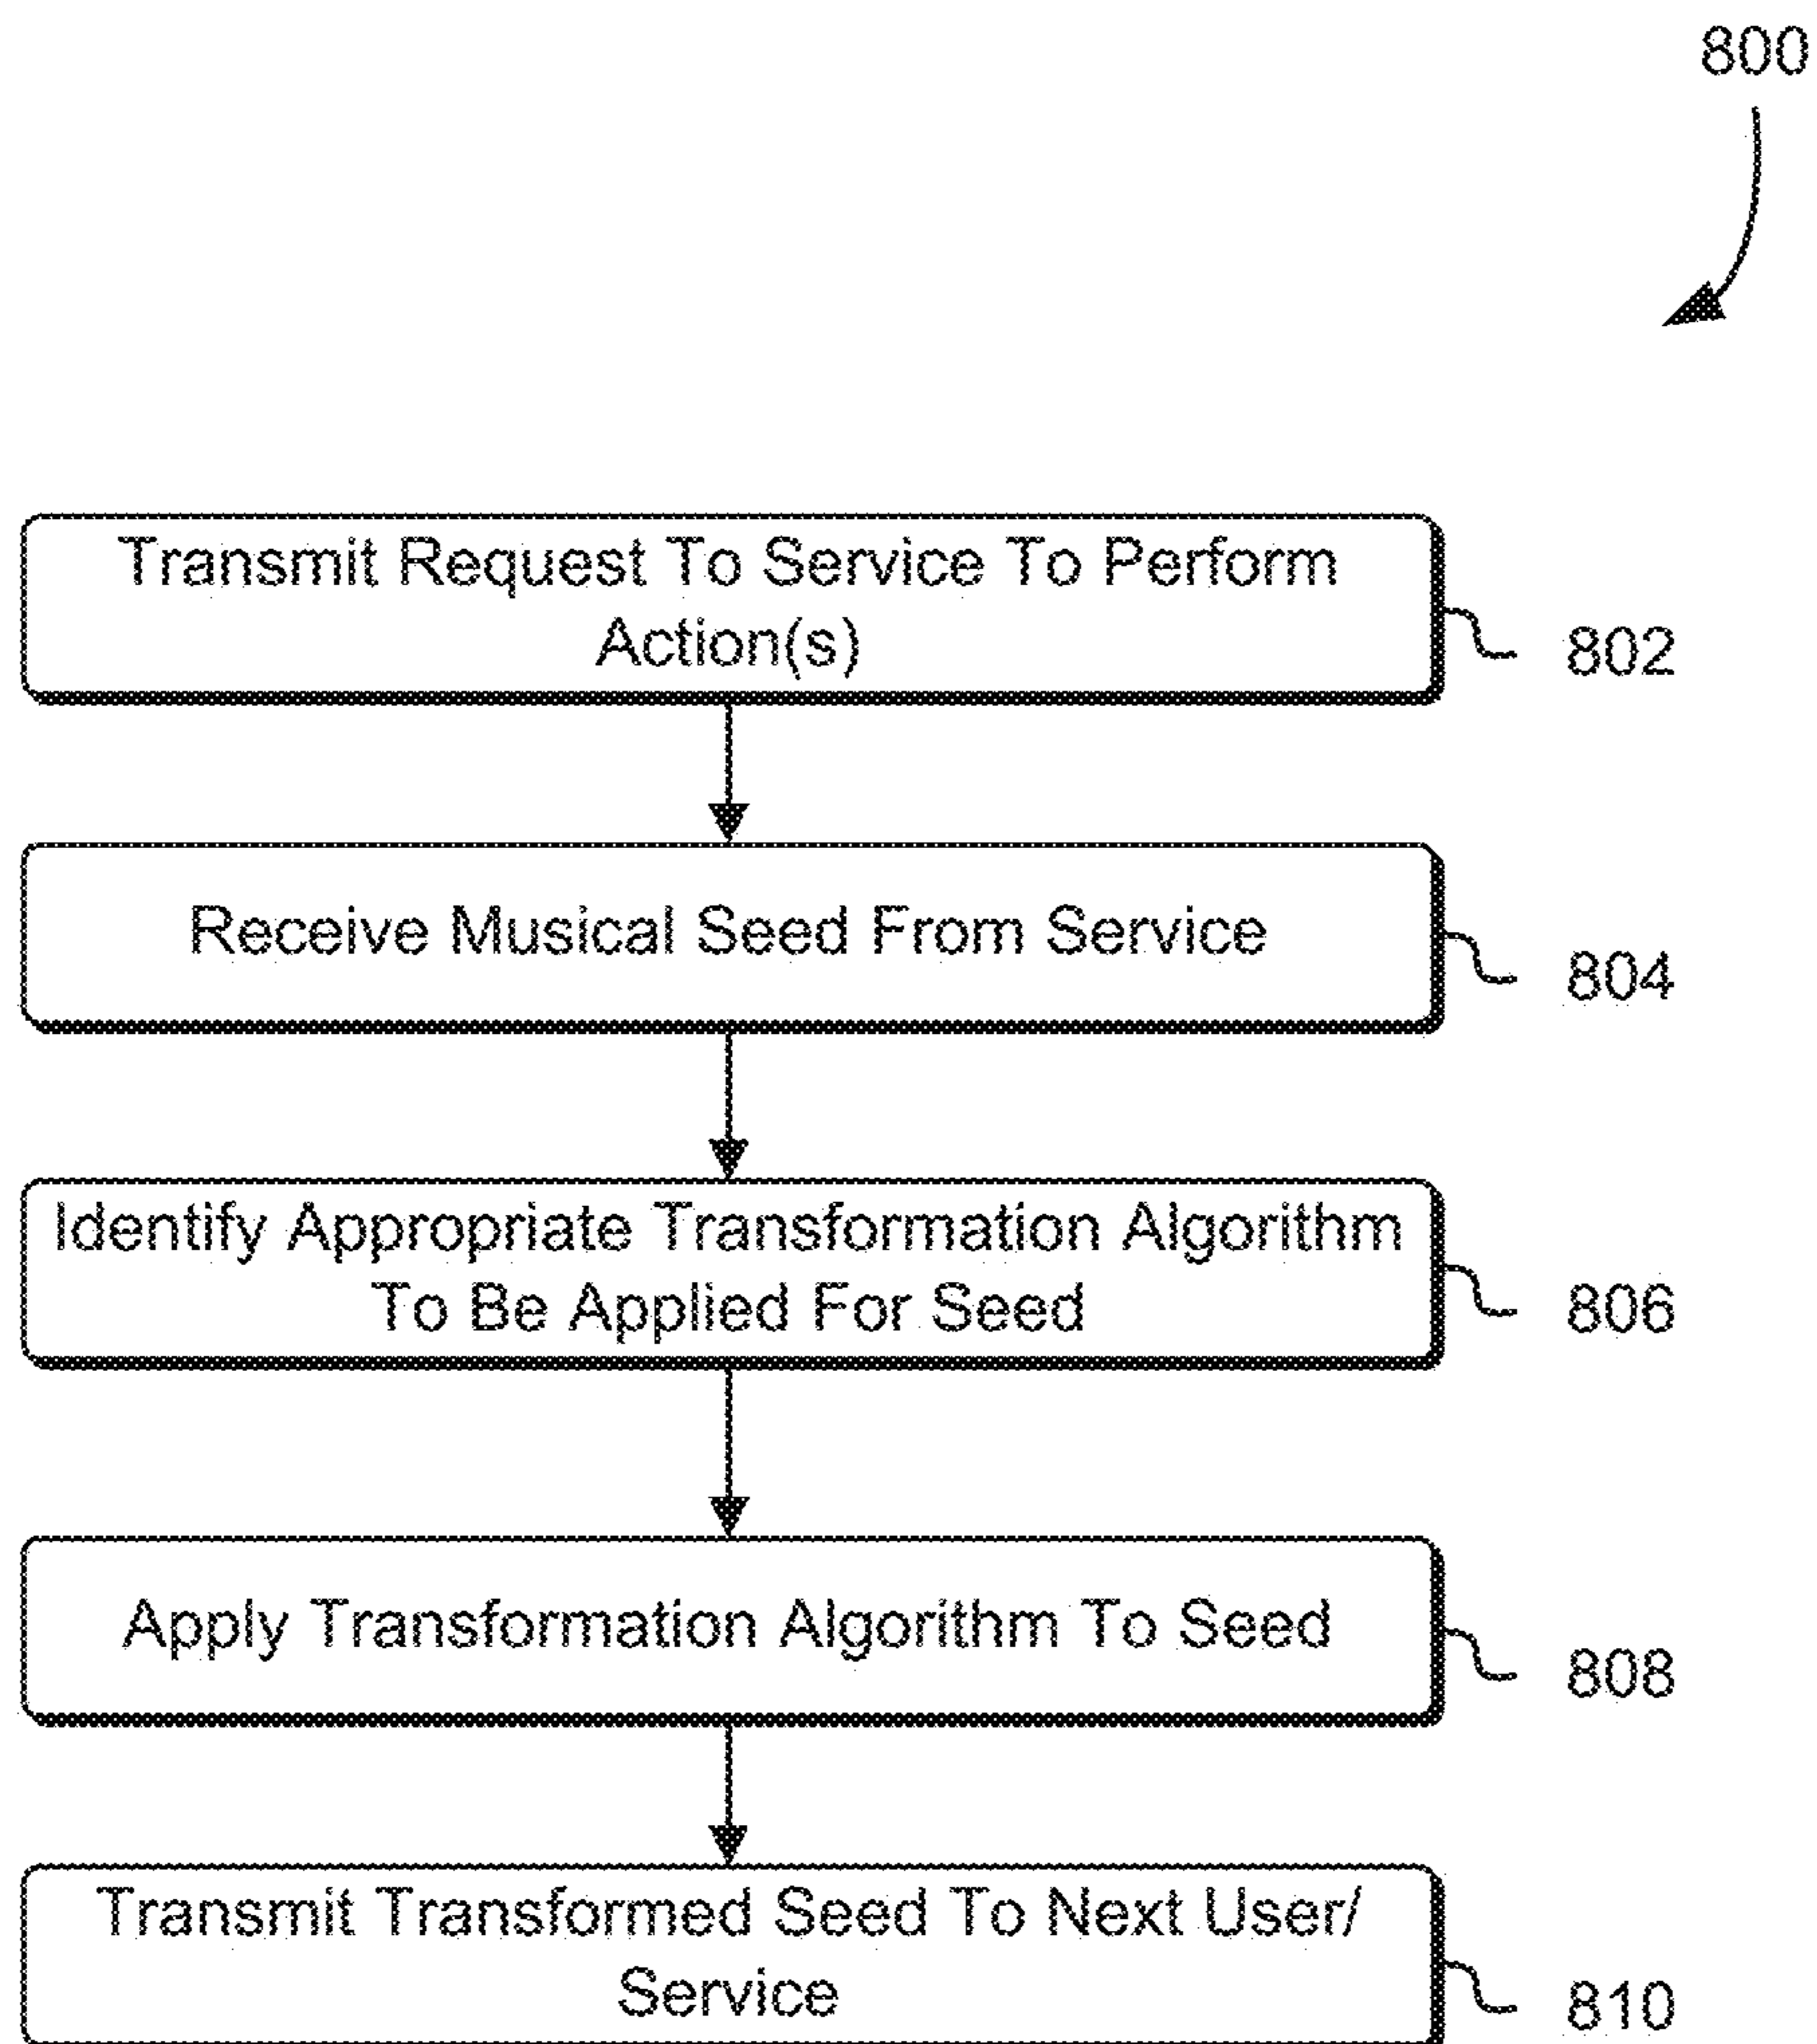 800
Transmit Request To Service To Perform
Action(s)
802
Receive Musical Seed From Service
804
Identify Appropriate Transformation Algorithm
To Be Applied For Seed
806
Apply Transformation Algorithm To Seed
808
Transmit Transformed Seed To Next User/
Service
810